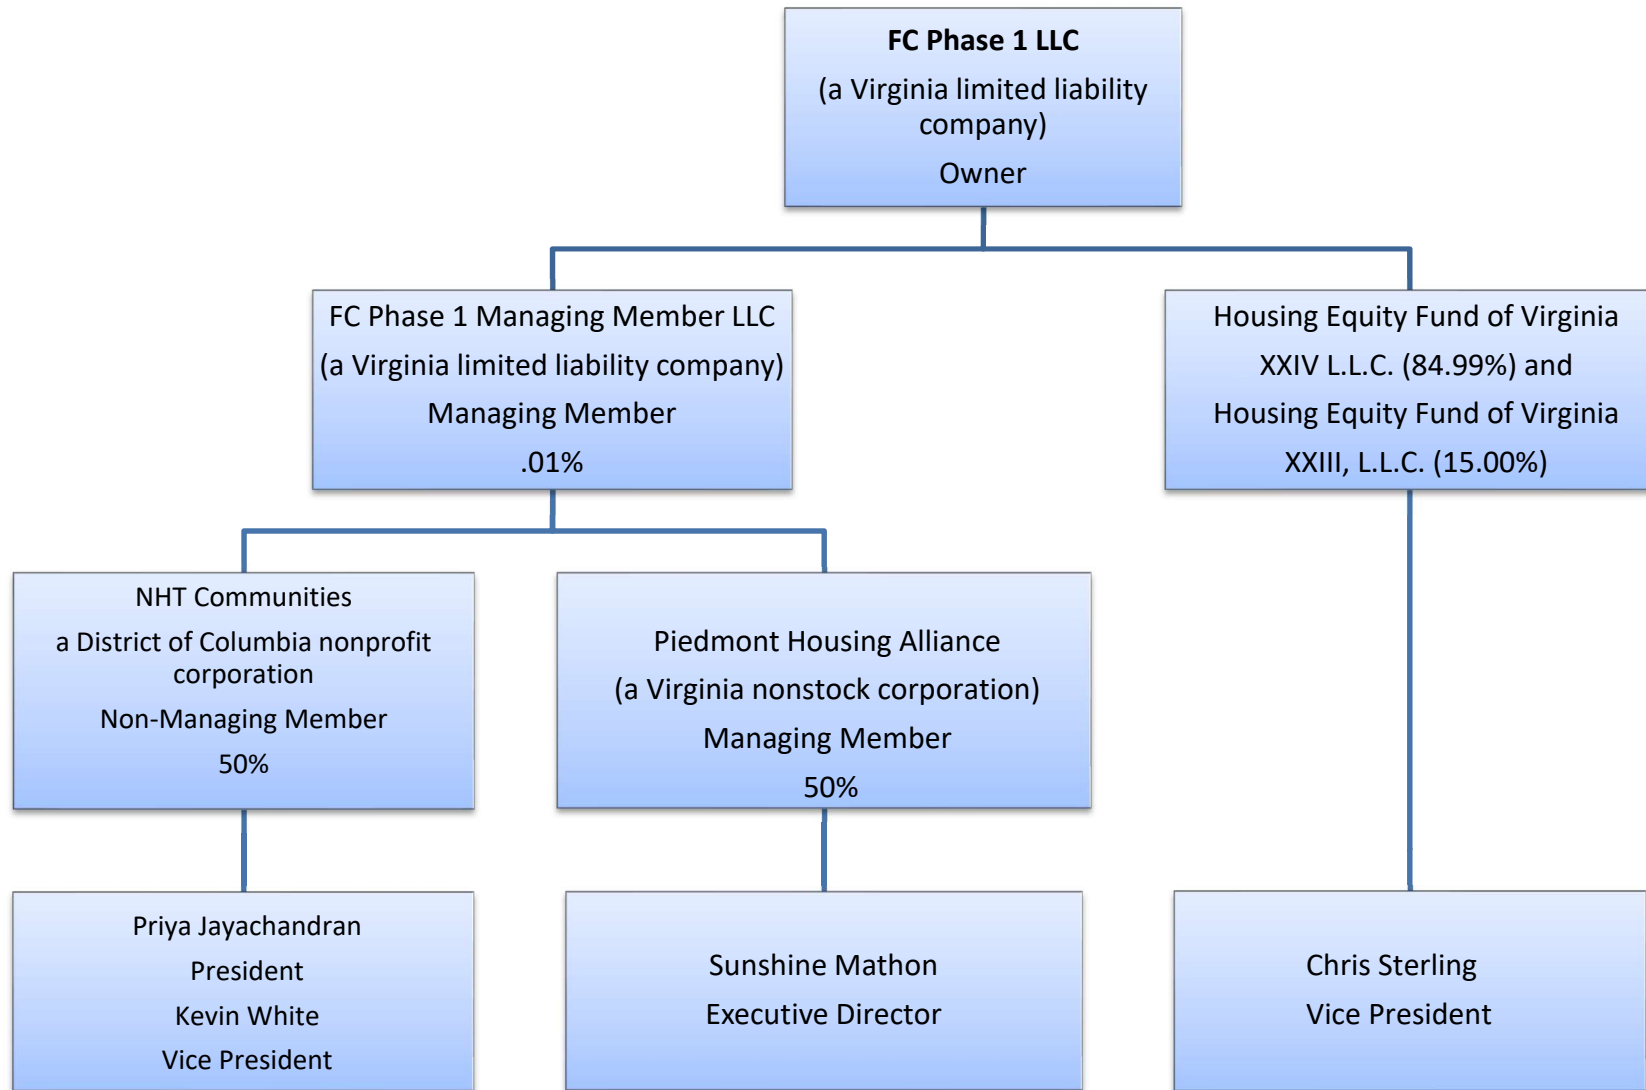 FC Phase 1 LLC
(a Virginia limited liability
company)
Owner
FC Phase 1 Managing Member LLC
(a Virginia limited liability company)
Managing Member
.01%
Housing Equity Fund of Virginia
XXIV L.L.C. (84.99%) and
Housing Equity Fund of Virginia
XXIII, L.L.C. (15.00%)
NHT Communities
a District of Columbia nonprofit
corporation
Non-Managing Member
50%
Piedmont Housing Alliance
(a Virginia nonstock corporation)
Managing Member
50%
Priya Jayachandran
President
Kevin White
Vice President
Sunshine Mathon
Executive Director
Chris Sterling
Vice President